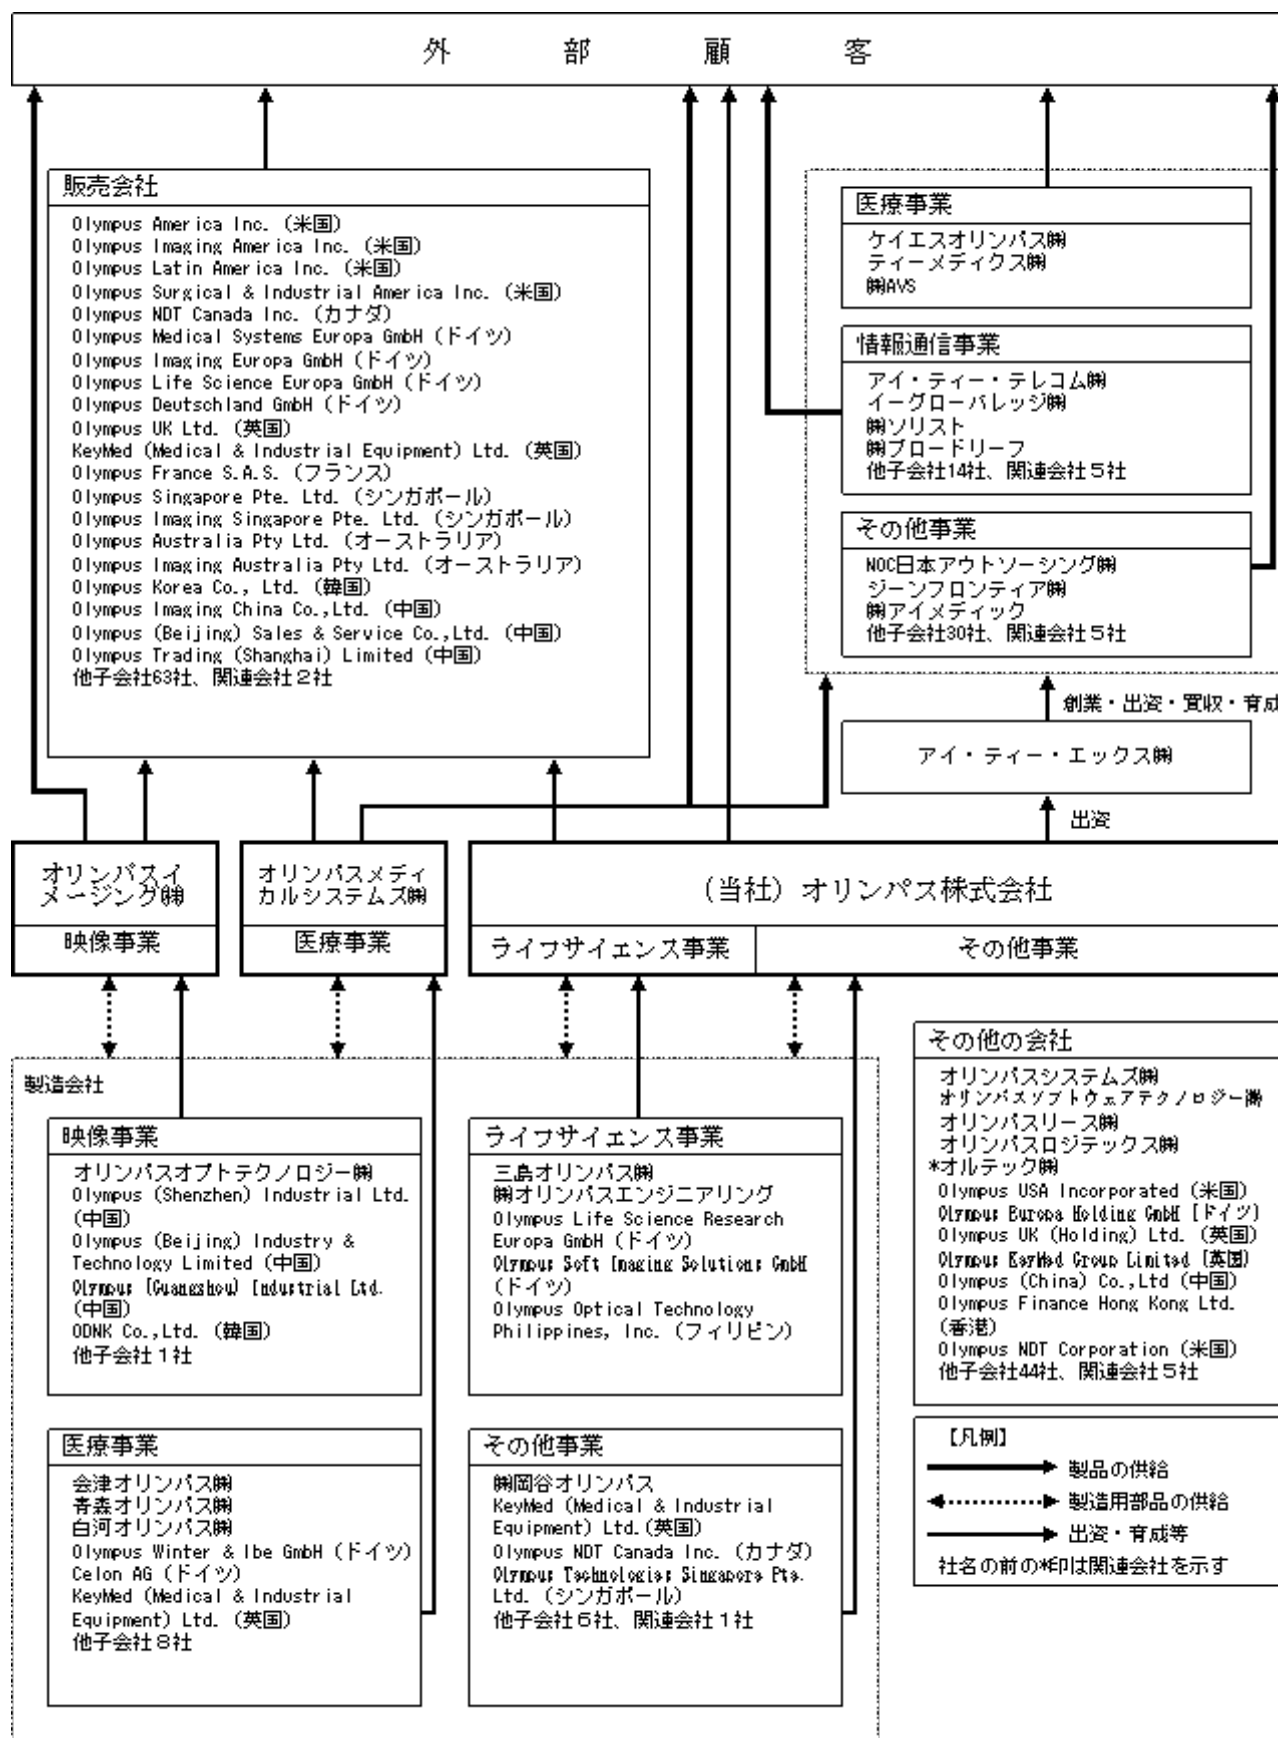 外部顧客
販売会社
Olympus America Inc. (米国)
Olympus Imaging America Inc. (米国)
Olympus Latin America Inc. (米国)
Olympus Surgical & Industrial America Inc. (米国)
Olympus NDT Canada Inc. (カナダ)
Olympus Medical Systems Europa GmbH (ドイツ)
Olympus Imaging Europa GmbH (ドイツ)
Olympus Life Science Europa GmbH (ドイツ)
Olympus Deutschland GmbH (ドイツ)
Olympus UK Ltd. (英国)
KeyMed (Medical & Industrial Equipment) Ltd. (英国)
Olympus France S.A.S. (フランス)
Olympus Singapore Pte. Ltd. (シンガポール)
Olympus Imaging Singapore Pte. Ltd. (シンガポール)
Olympus Australia Pty Ltd. (オーストラリア)
Olympus Imaging Australia Pty Ltd. (オーストラリア)
Olympus Korea Co., Ltd. (韓国)
Olympus Imaging China Co.,Ltd. (中国)
Olympus (Beijing) Sales & Service Co.,Ltd. (中国)
Olympus Trading (Shanghai) Limited (中国)
他子会社63社、関連会社2社
医療事業
ケイエスオリンパス㈱
ティーメディクス㈱
㈱AVS
情報通信事業
アイ・ティー・テレコム㈱
イーグローバレッジ㈱
㈱ソリスト
㈱ブロードリーフ
他子会社14社、関連会社5社
その他事業
NOC日本アウトソーシング㈱
ジーンフロンティア㈱
㈱アイメディック
他子会社30社、関連会社5社
創業・出資・買収・育成
アイ・ティー・エックス㈱
出資
オリンパスイ
メージング㈱
映像事業
オリンパスメディ
カルシステムズ㈱
医療事業
(当社) オリンパス株式会社
ライフサイエンス事業
その他事業
製造会社
映像事業
オリンパスオプトテクノロジー㈱
Olympus (Shenzhen) Industrial Ltd.
(中国)
Olympus (Beijing) Industry &
Technology Limited (中国)
Olympus (Guangzhou) Industrial Ltd.
(中国)
ODNK Co.,Ltd. (韓国)
他子会社1社
ライフサイエンス事業
三島オリンパス㈱
㈱オリンパスエンジニアリング
Olympus Life Science Research
Europa GmbH (ドイツ)
Olympus Soft Imaging Solutions GmbH
(ドイツ)
Olympus Optical Technology
Philippines, Inc. (フィリピン)
医療事業
会津オリンパス㈱
青森オリンパス㈱
白河オリンパス㈱
Olympus Winter & Ibe GmbH (ドイツ)
Celon AG (ドイツ)
KeyMed (Medical & Industrial
Equipment) Ltd. (英国)
他子会社8社
その他事業
㈱岡谷オリンパス
KeyMed (Medical & Industrial
Equipment) Ltd.(英国)
Olympus NDT Canada Inc. (カナダ)
Olympus Technologies Singapore Pte.
Ltd. (シンガポール)
他子会社6社、関連会社1社
その他の会社
オリンパスシステムズ㈱
オリンパスソフトウェアテクノロジー㈱
オリンパスリース㈱
オリンパスロジテックス㈱
*オルテック㈱
Olympus USA Incorporated (米国)
Olympus Europa Holding GmbH (ドイツ)
Olympus UK (Holding) Ltd. (英国)
Olympus KeyMed Group Limited (英国)
Olympus (China) Co.,Ltd (中国)
Olympus Finance Hong Kong Ltd.
(香港)
Olympus NDT Corporation (米国)
他子会社44社、関連会社5社
【凡例】
製品の供給
製造用部品の供給
出資・育成等
社名の前の*印は関連会社を示す